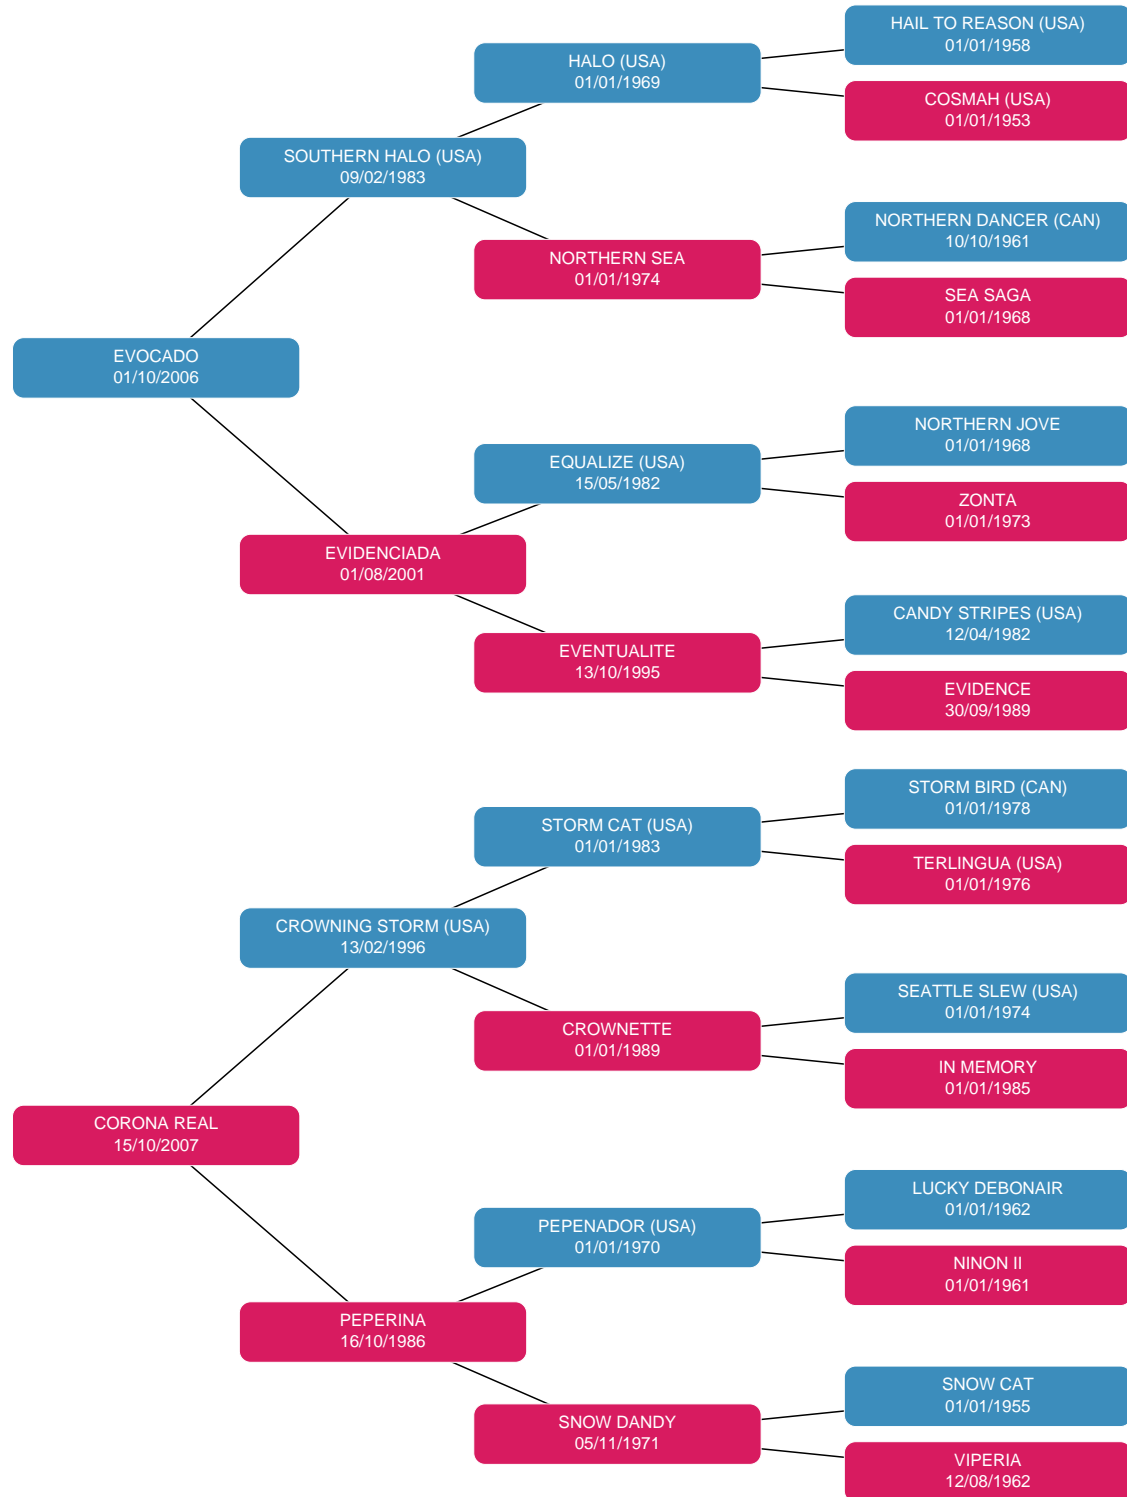 HAIL TO REASON (USA)
01/01/1958
HALO (USA)
01/01/1969
COSMAH (USA)
01/01/1953
SOUTHERN HALO (USA)
09/02/1983
NORTHERN DANCER (CAN)
10/10/1961
NORTHERN SEA
01/01/1974
SEA SAGA
01/01/1968
EVOCADO
01/10/2006
NORTHERN JOVE
01/01/1968
EQUALIZE (USA)
15/05/1982
ZONTA
01/01/1973
EVIDENCIADA
01/08/2001
CANDY STRIPES (USA)
12/04/1982
EVENTUALITE
13/10/1995
EVIDENCE
30/09/1989
STORM BIRD (CAN)
01/01/1978
STORM CAT (USA)
01/01/1983
TERLINGUA (USA)
01/01/1976
CROWNING STORM (USA)
13/02/1996
SEATTLE SLEW (USA)
01/01/1974
CROWNETTE
01/01/1989
IN MEMORY
01/01/1985
CORONA REAL
15/10/2007
LUCKY DEBONAIR
01/01/1962
PEPENADOR (USA)
01/01/1970
NINON II
01/01/1961
PEPERINA
16/10/1986
SNOW CAT
01/01/1955
SNOW DANDY
05/11/1971
VIPERIA
12/08/1962